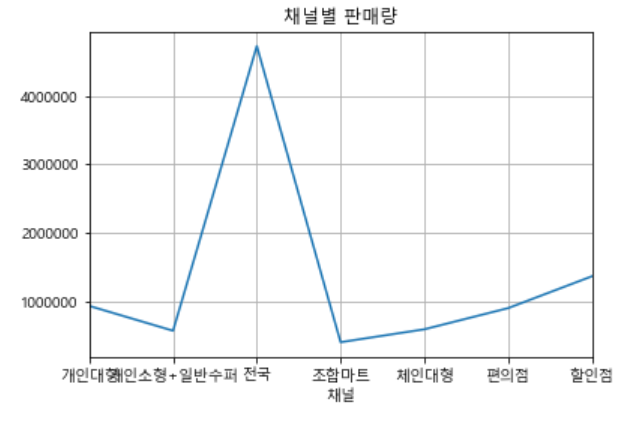 채널별 판매량
4000000
3000000
2000000
1000000
개인대형 개인소형+일반수퍼 전국 조합마트 체인대형 편의점 할인점
채널